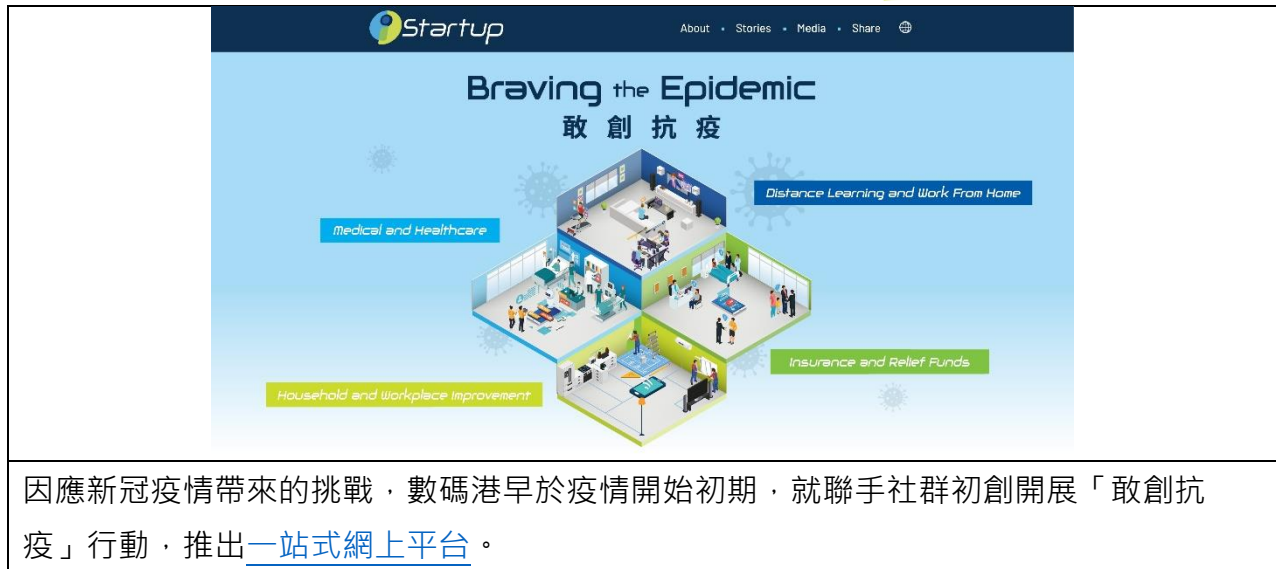 Startup
About • Stories • Media • Share
Braving the Epidemic
敢創抗疫
Distance Learning and Work From Home
Medical and Healthcare
Insurance and Relief Funds
Household and Workplace Improvement
因應新冠疫情帶來的挑戰，數碼港早於疫情開始初期，就聯手社群初創開展「敢創抗
疫」行動，推出一站式網上平台。